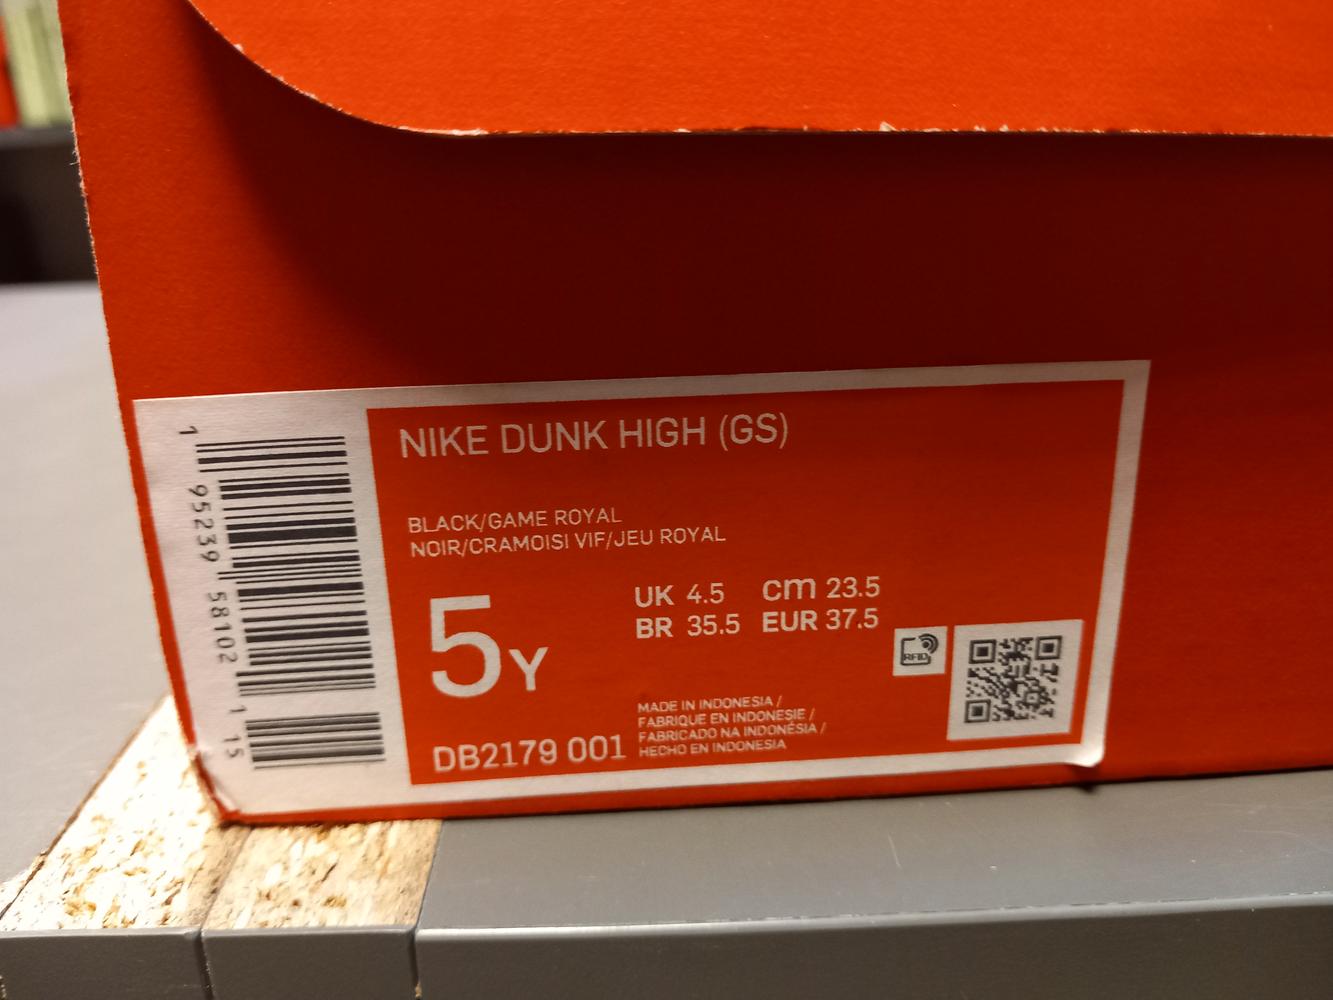 NIKE DUNK HIGH (GS)
BLACK/GAME ROYAL
NOIR/CRAMOISI VIF/JEU ROYAL
5Y
UK 4.5 cm 23.5
BR 35.5 EUR 37.5
RFID
DB2179 001
MADE IN INDONESIA /
FABRIQUE EN INDONESIE /
FABRICADO NA INDONÉSIA /
HECHO EN INDONESIA
1 95239 58102 1 15